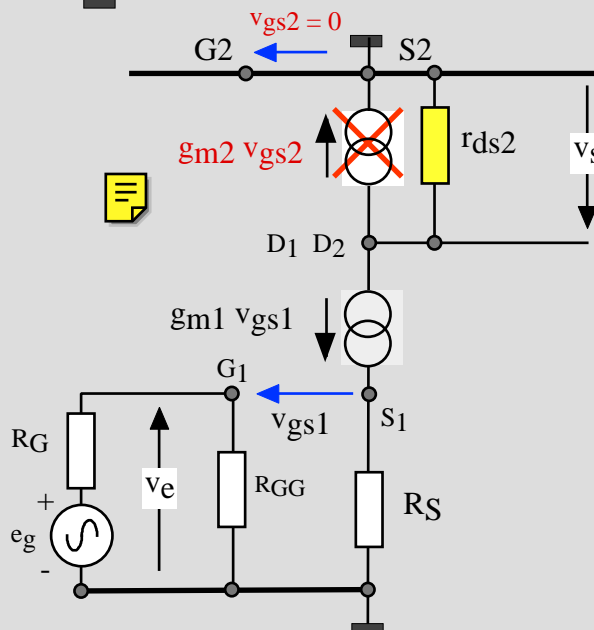 vgs2 = 0
G2
S2
gm2 vgs2
rds2
vs
D1 D2
gm1 vgs1
G1
vgs1
S1
RG
ve
RGG
RS
+
eg
-